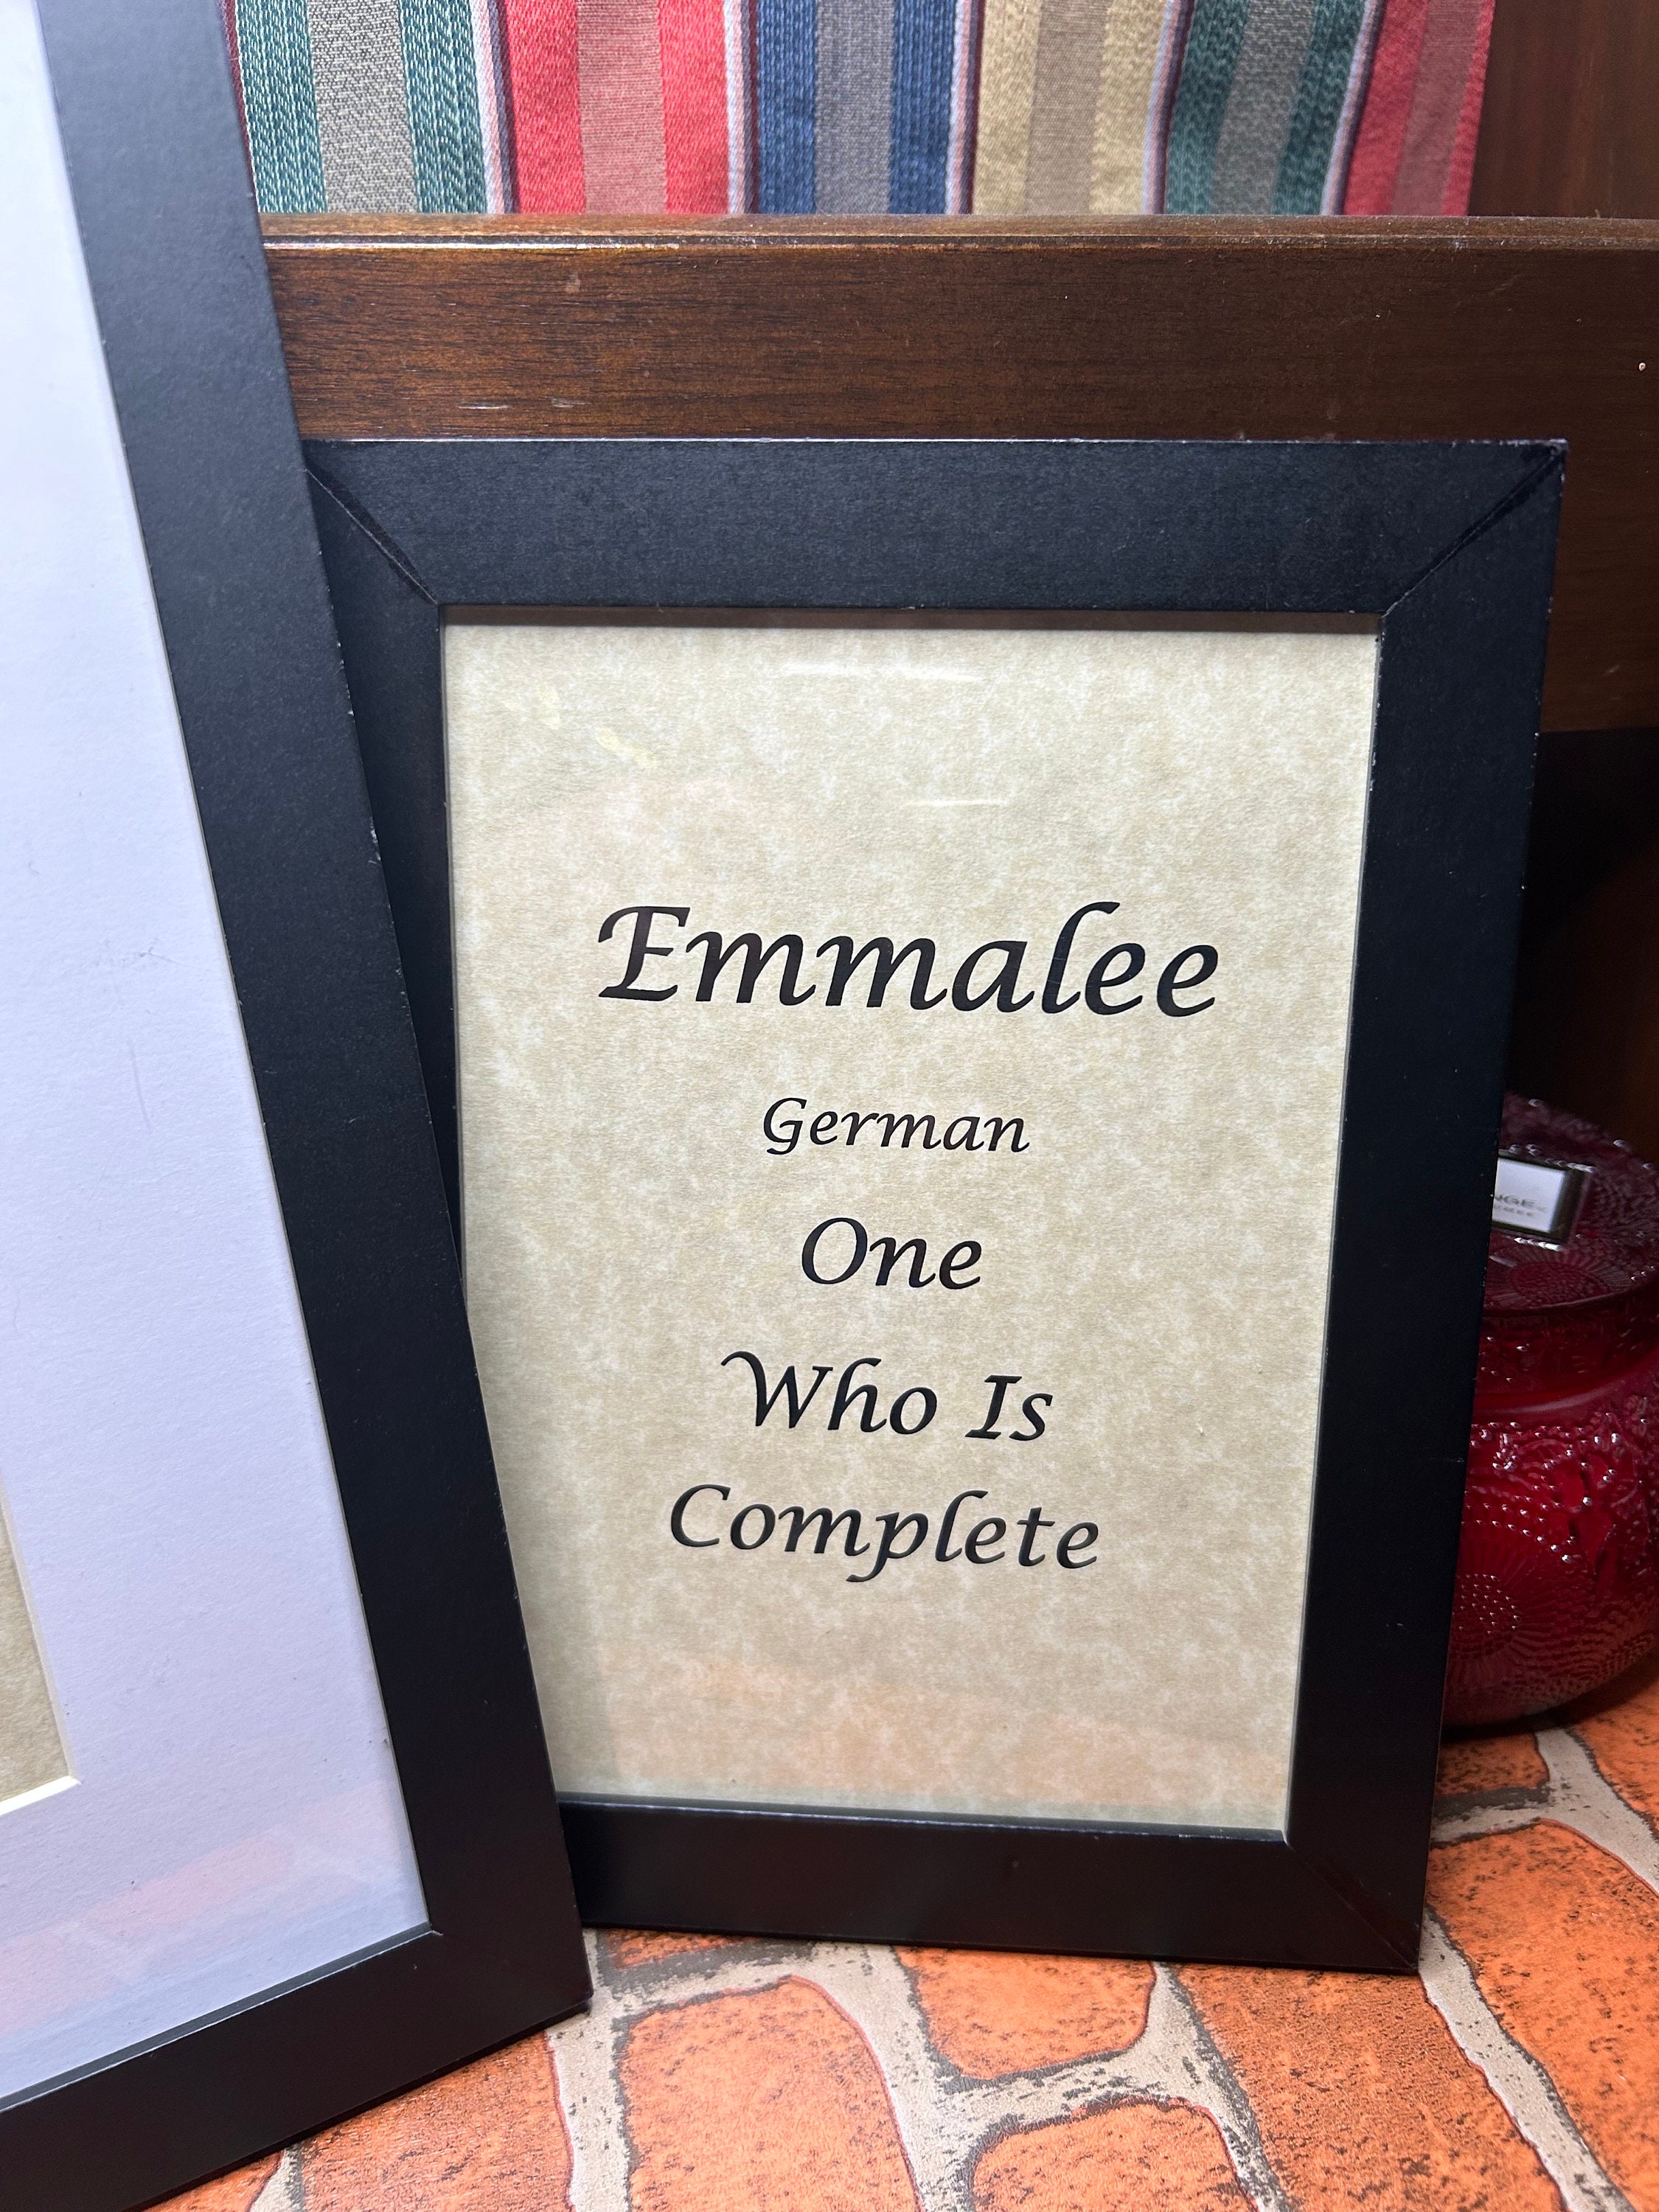 Emmalee
German
One
Who Is
Complete